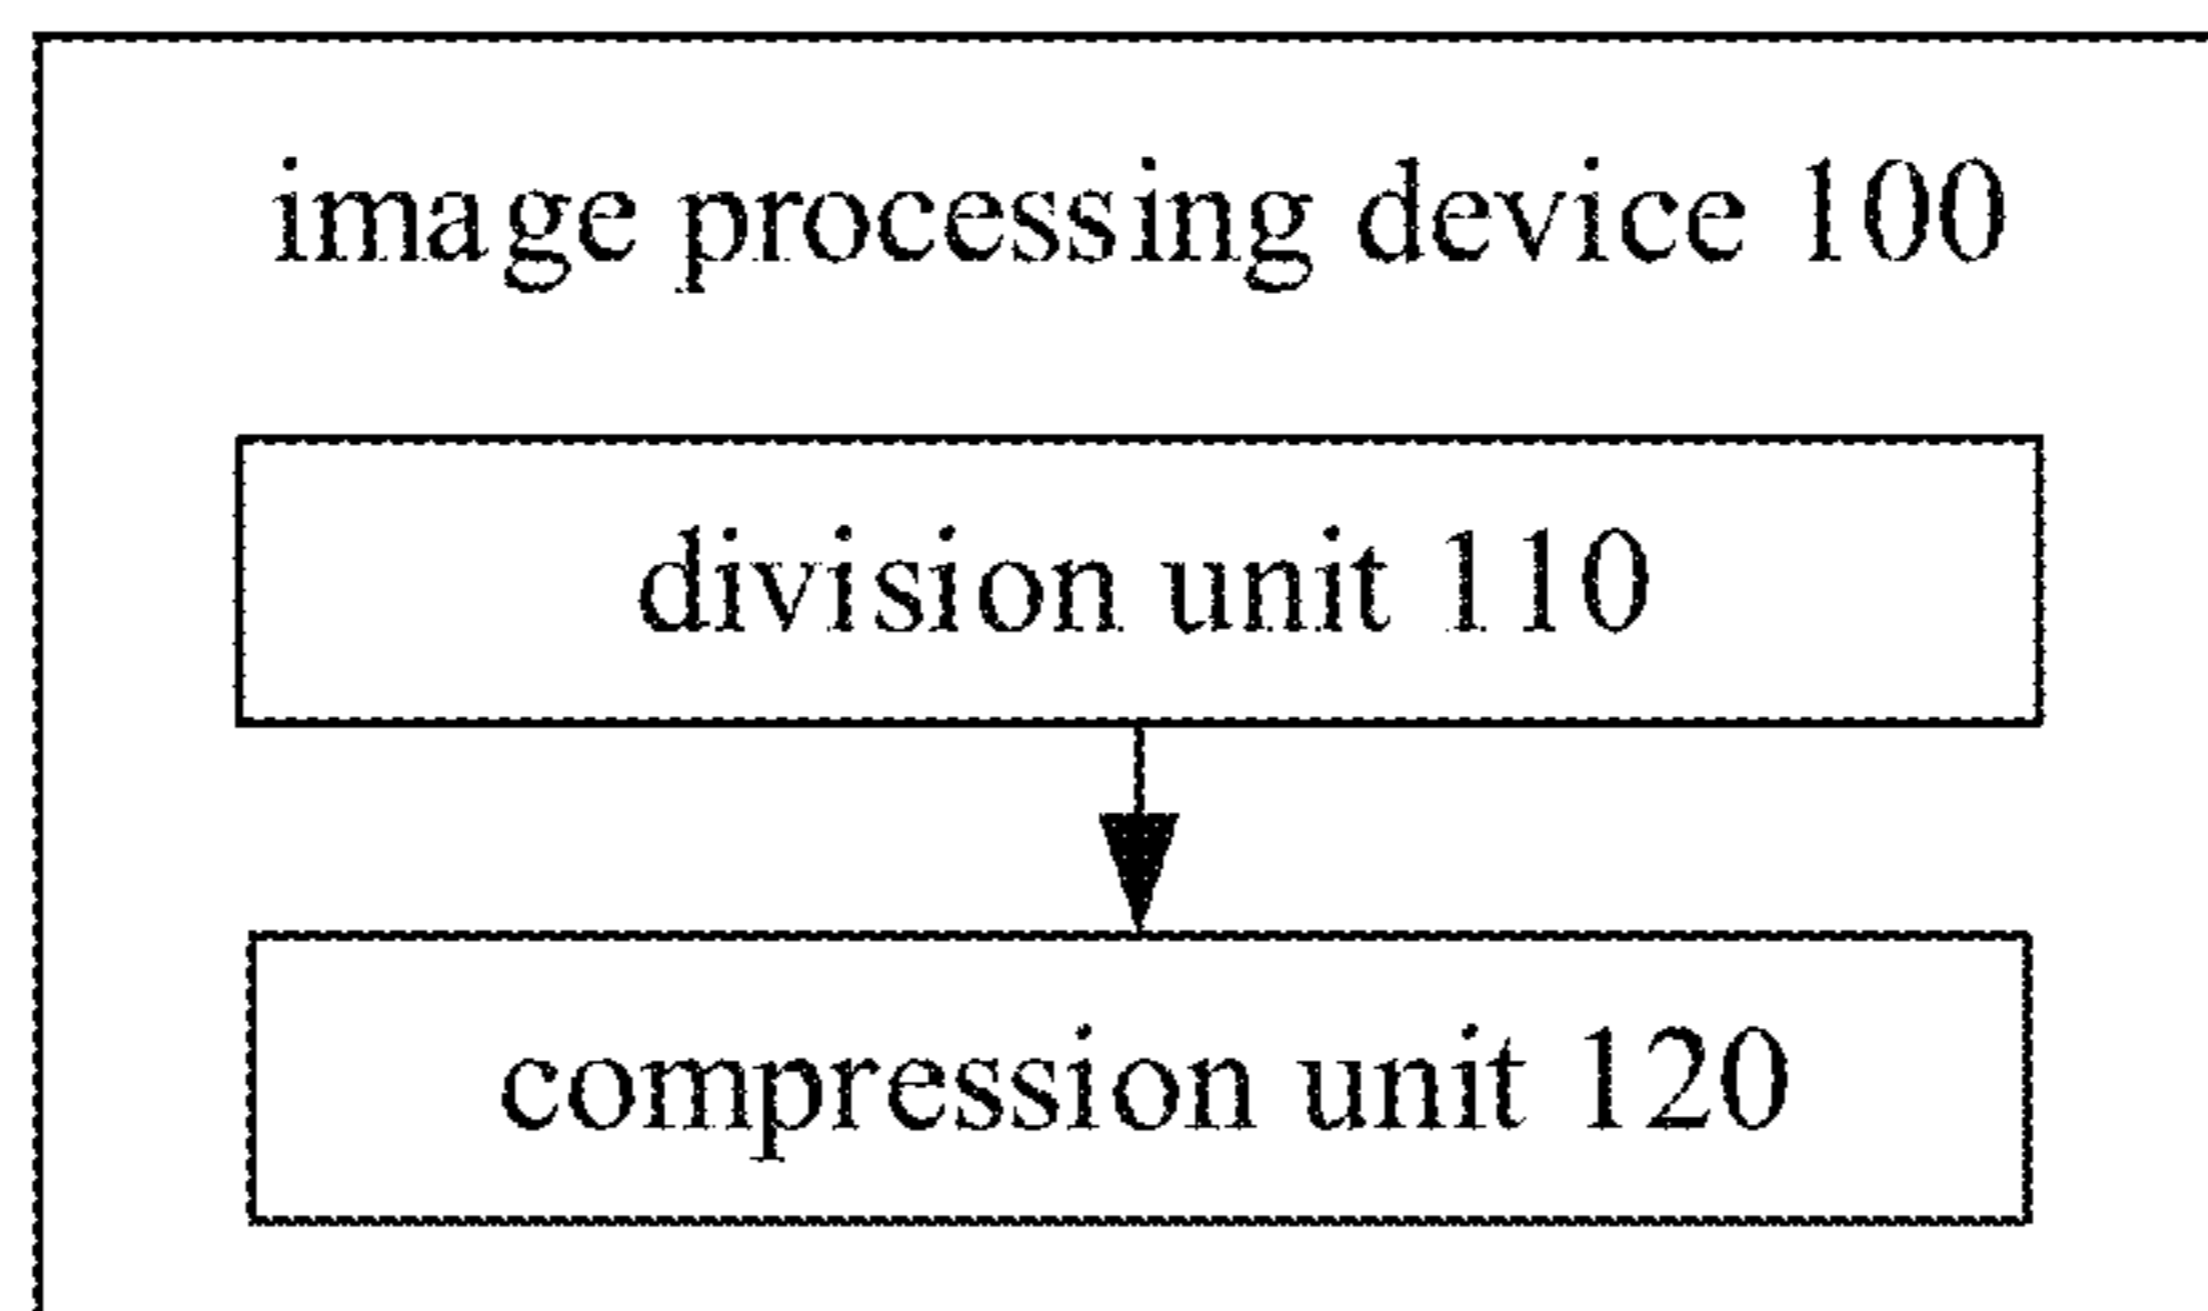 image processing device 100
division unit 110
compression unit 120